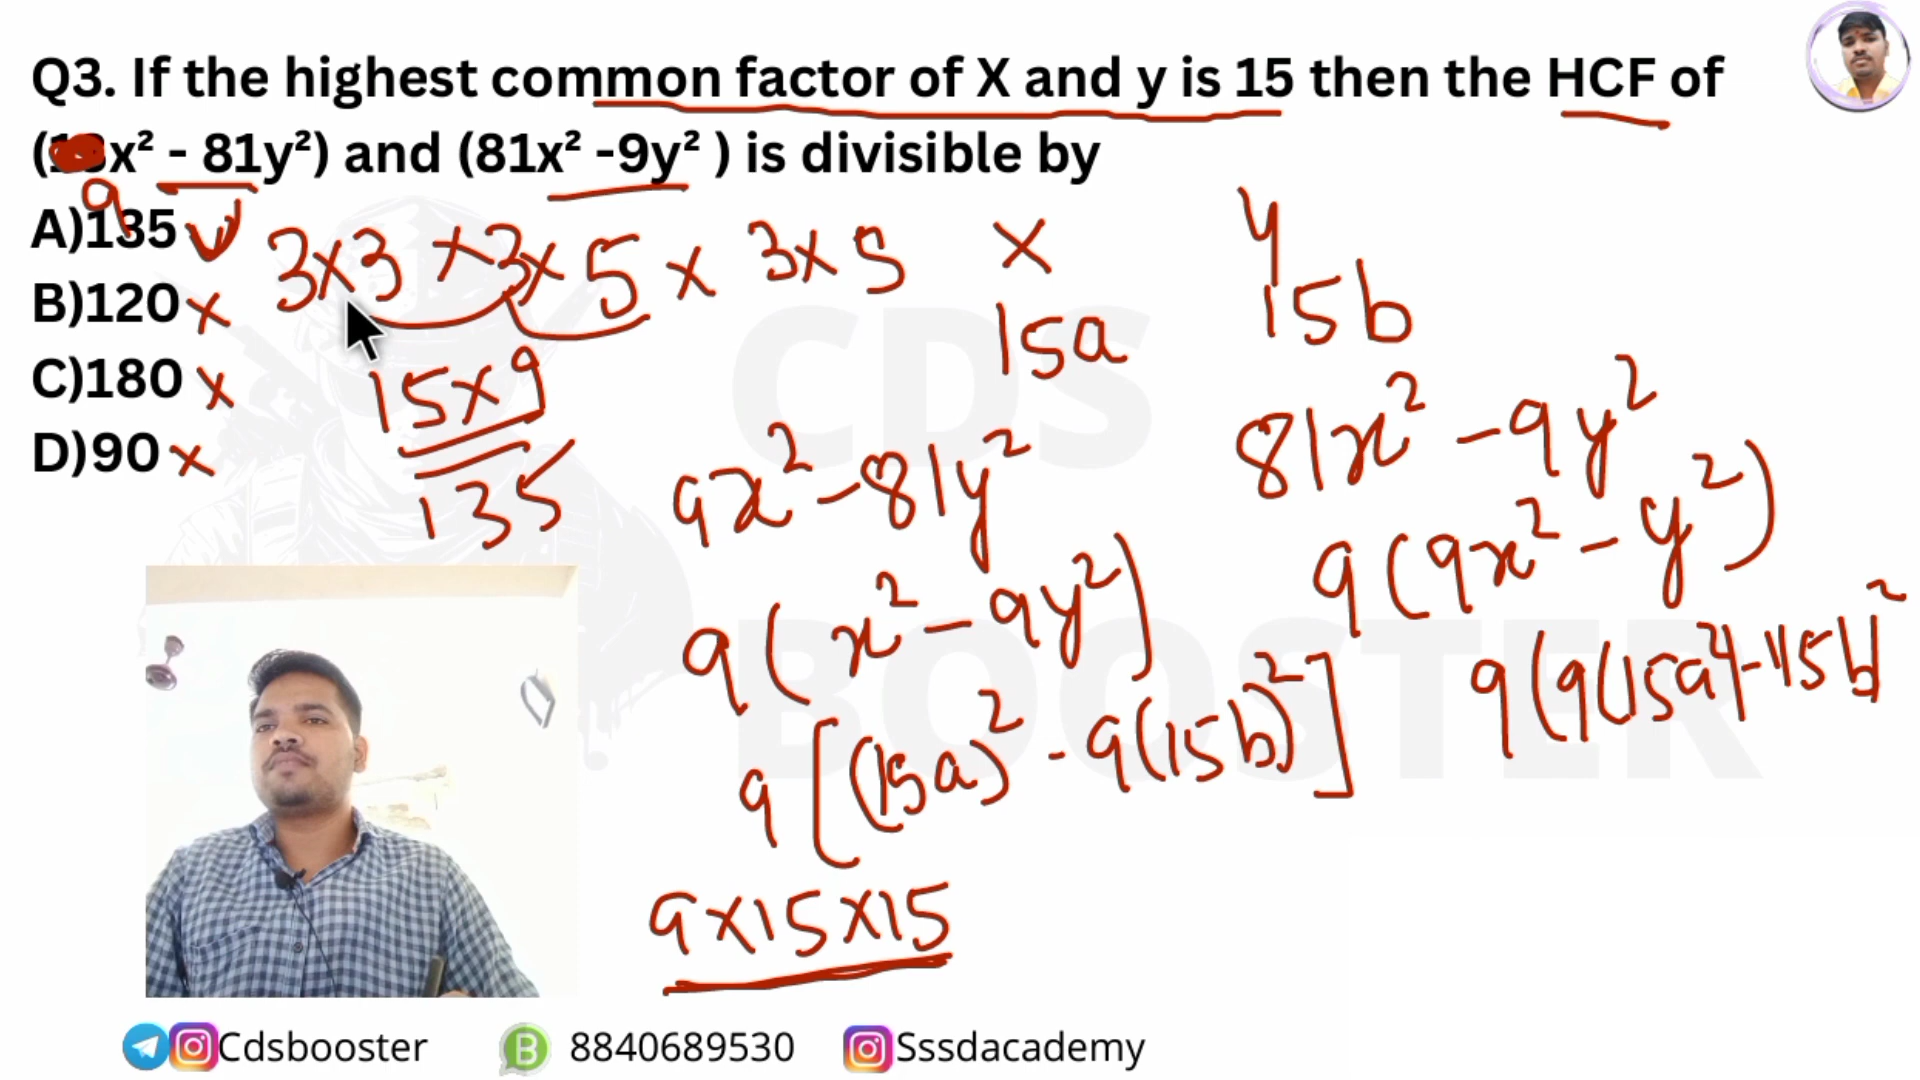 Q3. If the highest common factor of X and y is 15 then the HCF of
(x² - 81y²) and (81x² -9y² ) is divisible by
9
A)135
B)120 ×
C)180 ×
D)90 ×
3×3 ×3×5 × 3×5
15×9
135
x y
15a 15b
9x² - 81y²
9(x² - 9y²)
9[(15a)² - 9(15b)²]
9×15×15
81x² - 9y²
9(9x² - y²)
9(9(15a)² - (15b)²
CDS
BOOSTER
Cdsbooster 8840689530 Sssdacademy